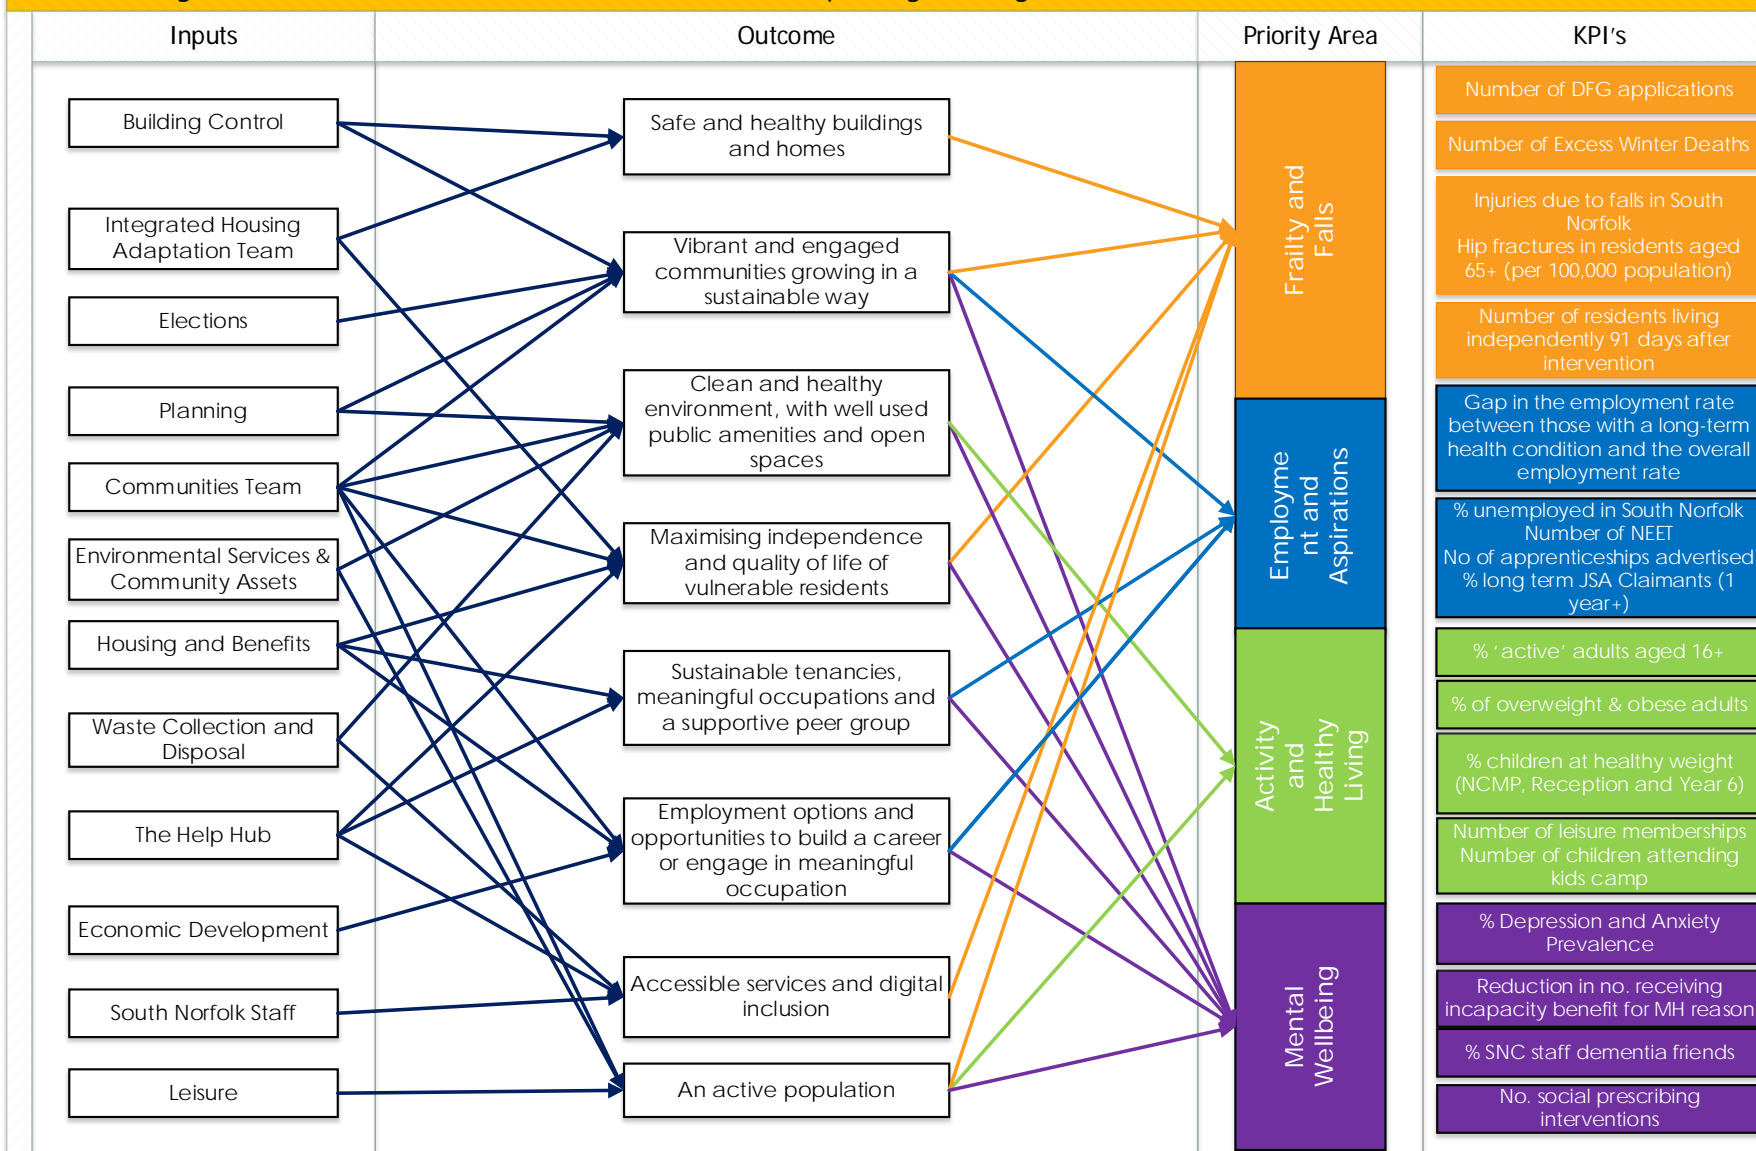 Inputs
Outcome
Priority Area
KPI's
Building Control
Integrated Housing
Adaptation Team
Elections
Planning
Communities Team
Environmental Services &
Community Assets
Housing and Benefits
Waste Collection and
Disposal
The Help Hub
Economic Development
South Norfolk Staff
Leisure
Safe and healthy buildings
and homes
Vibrant and engaged
communities growing in a
sustainable way
Clean and healthy
environment, with well used
public amenities and open
spaces
Maximising independence
and quality of life of
vulnerable residents
Sustainable tenancies,
meaningful occupations and
a supportive peer group
Employment options and
opportunities to build a career
or engage in meaningful
occupation
Accessible services and digital
inclusion
An active population
Frailty and
Falls
Employme
nt and
Aspirations
Activity
and
Healthy
Living
Mental
Wellbeing
Number of DFG applications
Number of Excess Winter Deaths
Injuries due to falls in South
Norfolk
Hip fractures in residents aged
65+ (per 100,000 population)
Number of residents living
independently 91 days after
intervention
Gap in the employment rate
between those with a long-term
health condition and the overall
employment rate
% unemployed in South Norfolk
Number of NEET
No of apprenticeships advertised
% long term JSA Claimants (1
year+)
% 'active' adults aged 16+
% of overweight & obese adults
% children at healthy weight
(NCMP, Reception and Year 6)
Number of leisure memberships
Number of children attending
kids camp
% Depression and Anxiety
Prevalence
Reduction in no. receiving
incapacity benefit for MH reason
% SNC staff dementia friends
No. social prescribing
interventions